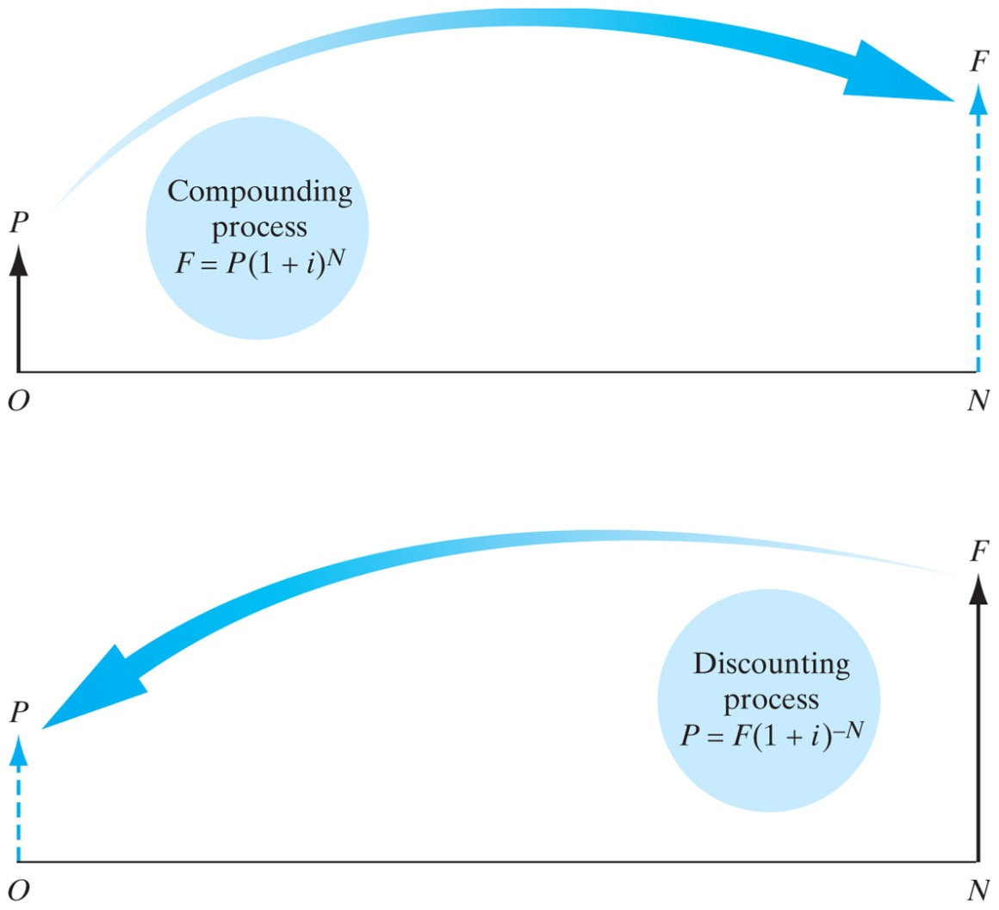 F
Compounding
process
F = P(1 + i)^N
P
O
N
F
Discounting
process
P = F(1 + i)^–N
P
O
N